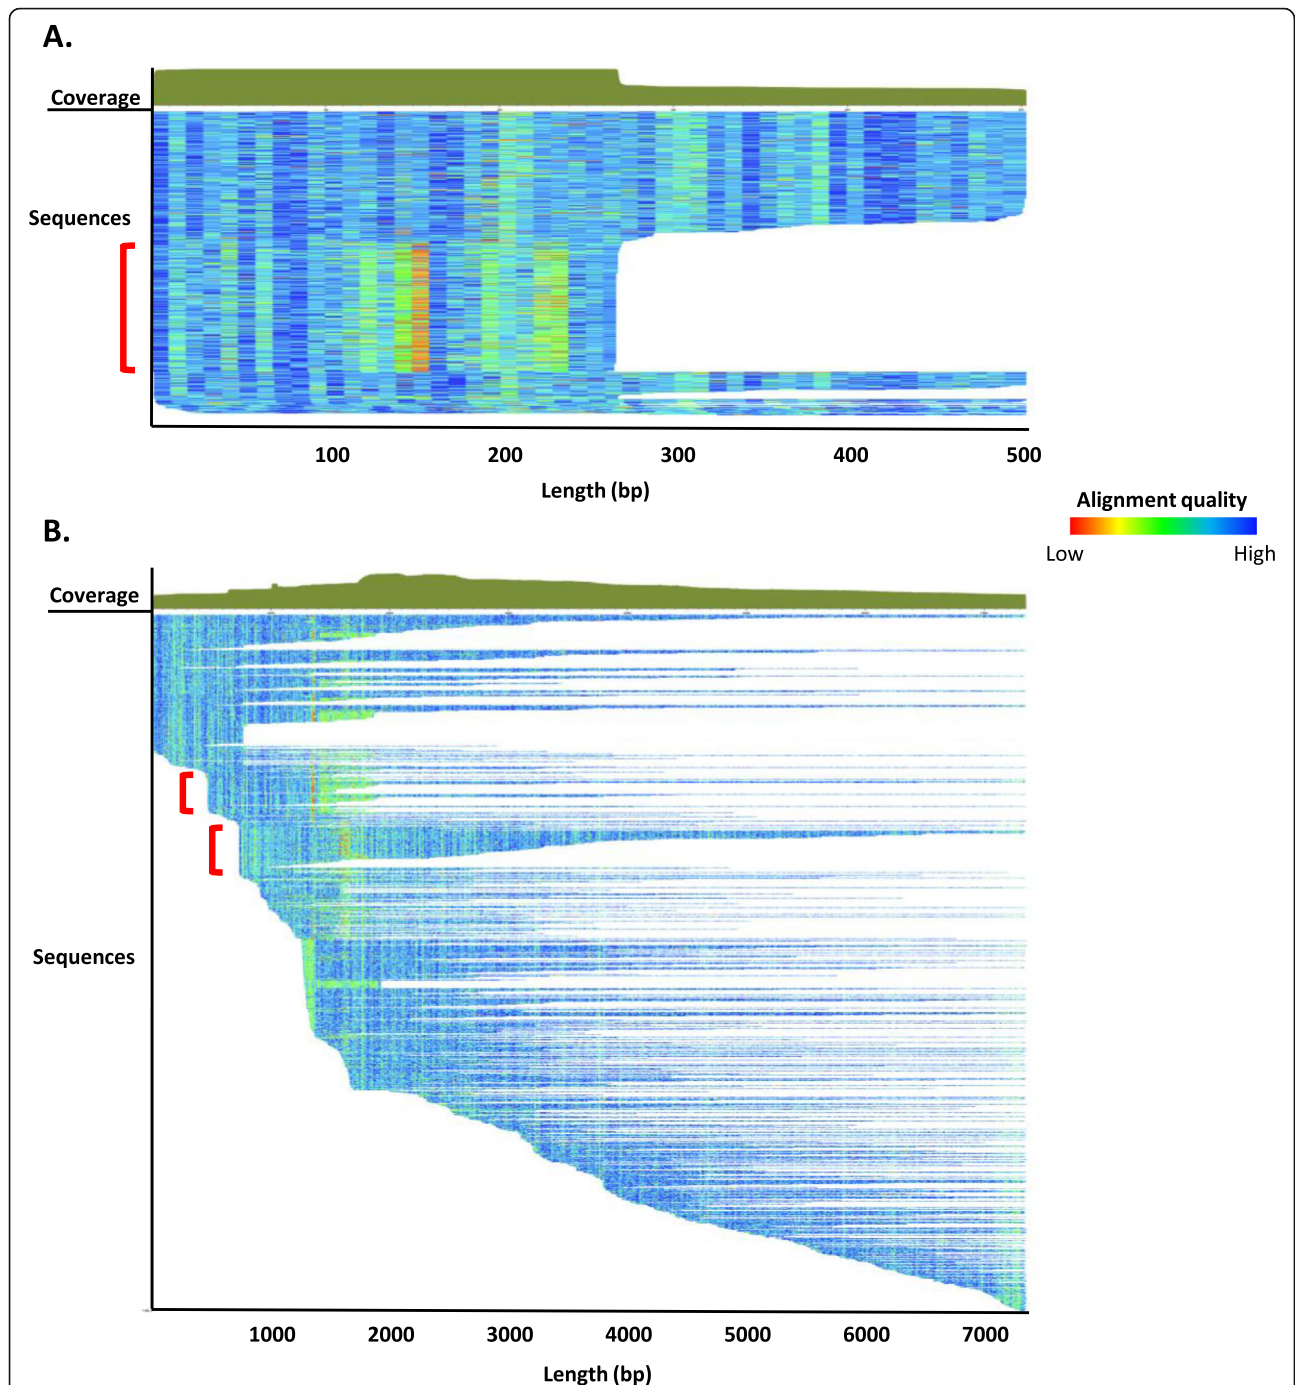 A.
Coverage
Sequences
100 200 300 400 500
Length (bp)
Alignment quality
Low High
B.
Coverage
Sequences
1000 2000 3000 4000 5000 6000 7000
Length (bp)